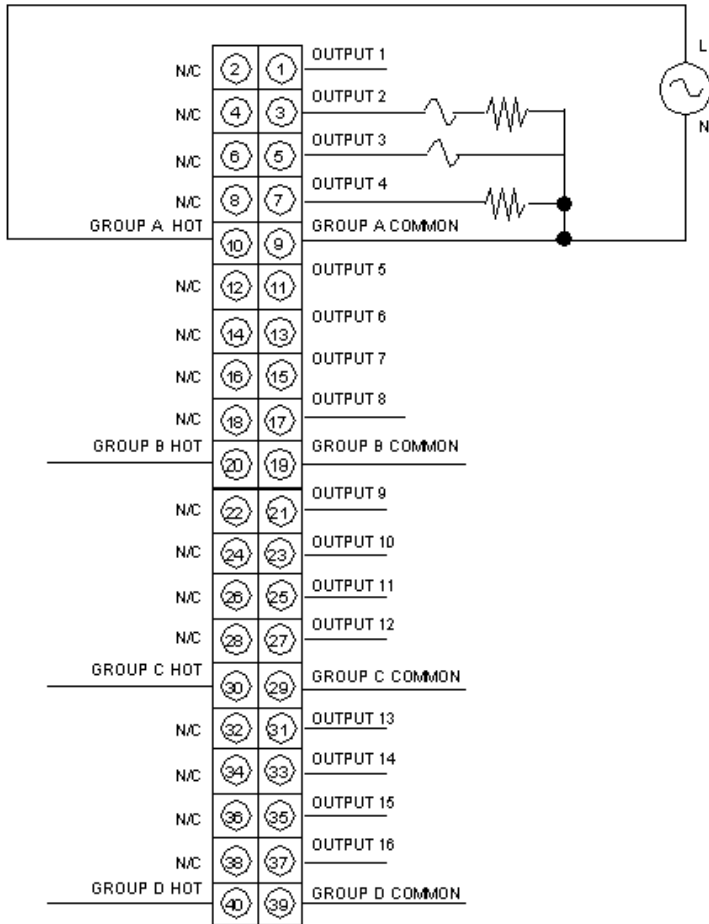 L
OUTPUT 1
N/C 2 1
OUTPUT 2
N
N/C 4 3
OUTPUT 3
N/C 6 5
OUTPUT 4
N/C 8 7
GROUP A HOT GROUP A COMMON
10 9
OUTPUT 5
N/C 12 11
OUTPUT 6
N/C 14 13
OUTPUT 7
N/C 16 15
OUTPUT 8
N/C 18 17
GROUP B HOT GROUP B COMMON
20 19
OUTPUT 9
N/C 22 21
OUTPUT 10
N/C 24 23
OUTPUT 11
N/C 26 25
OUTPUT 12
N/C 28 27
GROUP C HOT GROUP C COMMON
30 29
OUTPUT 13
N/C 32 31
OUTPUT 14
N/C 34 33
OUTPUT 15
N/C 36 35
OUTPUT 16
N/C 38 37
GROUP D HOT GROUP D COMMON
40 39